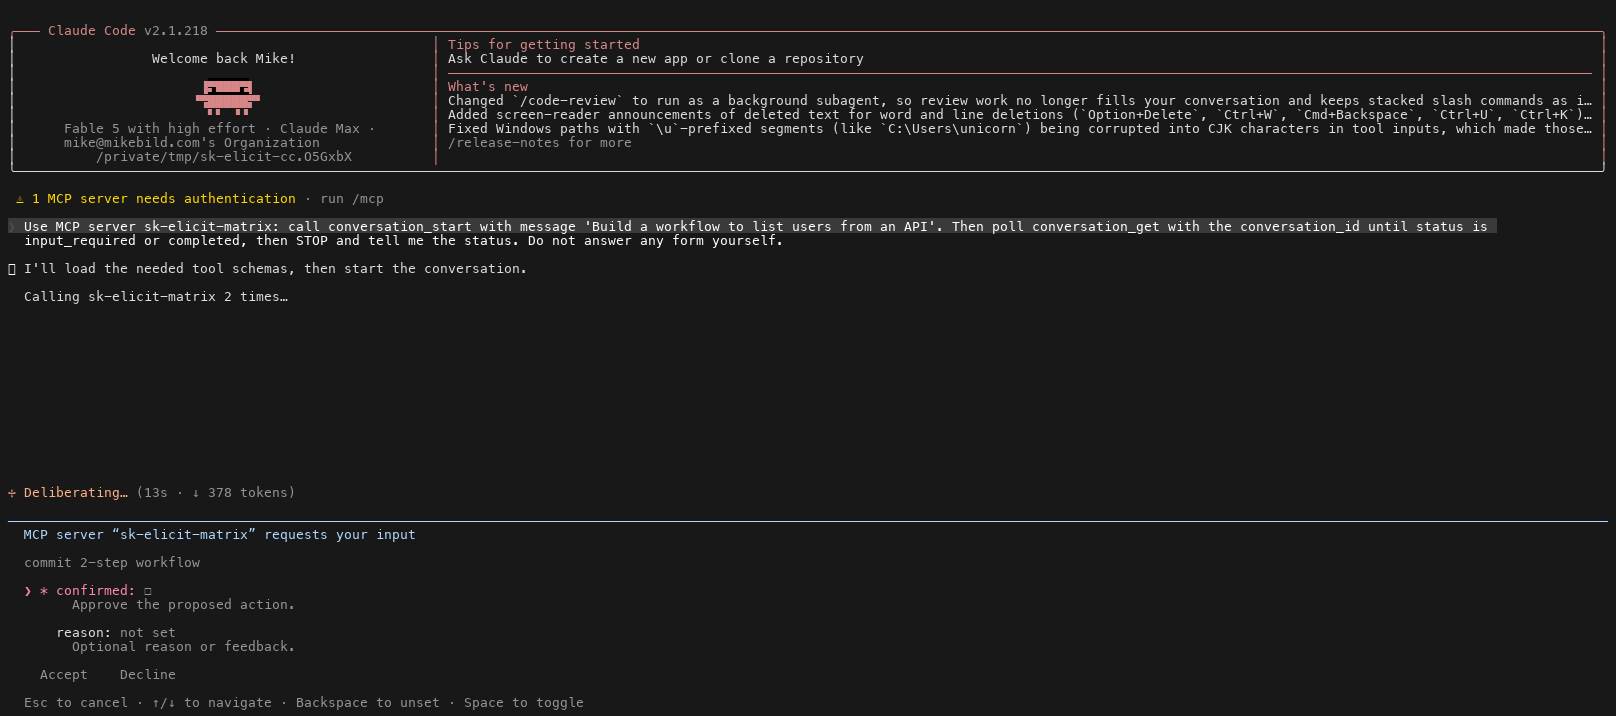 Claude Code v2.1.218
Welcome back Mike!
Fable 5 with high effort · Claude Max ·
mike@mikebild.com's Organization
/private/tmp/sk-elicit-cc.O5GxbX
Tips for getting started
Ask Claude to create a new app or clone a repository
What's new
Changed `/code-review` to run as a background subagent, so review work no longer fills your conversation and keeps stacked slash commands as i…
Added screen-reader announcements of deleted text for word and line deletions (`Option+Delete`, `Ctrl+W`, `Cmd+Backspace`, `Ctrl+U`, `Ctrl+K`)…
Fixed Windows paths with `\u`-prefixed segments (like `C:\Users\unicorn`) being corrupted into CJK characters in tool inputs, which made those…
/release-notes for more
⚠ 1 MCP server needs authentication · run /mcp
❯ Use MCP server sk-elicit-matrix: call conversation_start with message 'Build a workflow to list users from an API'. Then poll conversation_get with the conversation_id until status is
input_required or completed, then STOP and tell me the status. Do not answer any form yourself.
I'll load the needed tool schemas, then start the conversation.
Calling sk-elicit-matrix 2 times…
✢ Deliberating… (13s · ↓ 378 tokens)
MCP server “sk-elicit-matrix” requests your input
commit 2-step workflow
❯ * confirmed: ☐
Approve the proposed action.
reason: not set
Optional reason or feedback.
Accept Decline
Esc to cancel · ↑/↓ to navigate · Backspace to unset · Space to toggle